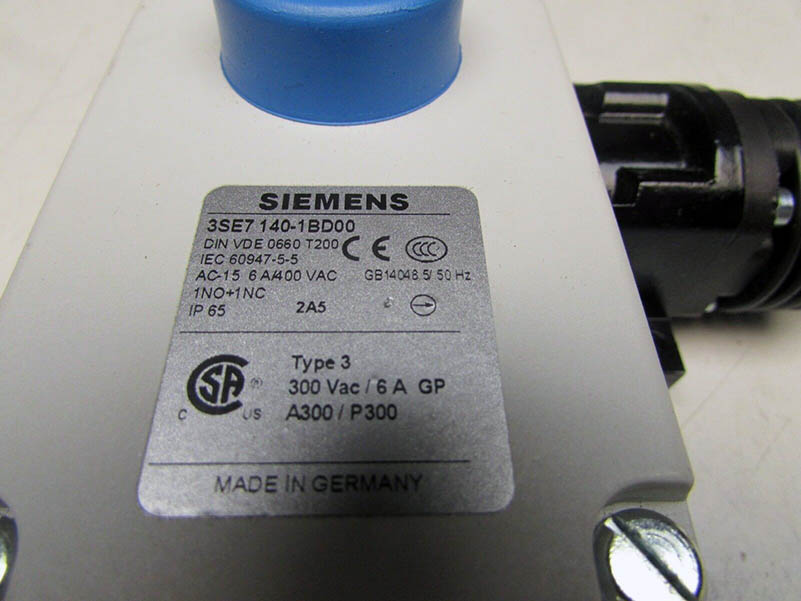 SIEMENS
3SE7 140-1BD00
DIN VDE 0660 T200 CE CCC
IEC 60947-5-5
AC-15 6 A/400 VAC GB14048.5/ 50 Hz
1NO+1NC
IP 65 2A5
Type 3
CSA ® 300 Vac / 6 A GP
C US A300 / P300
MADE IN GERMANY